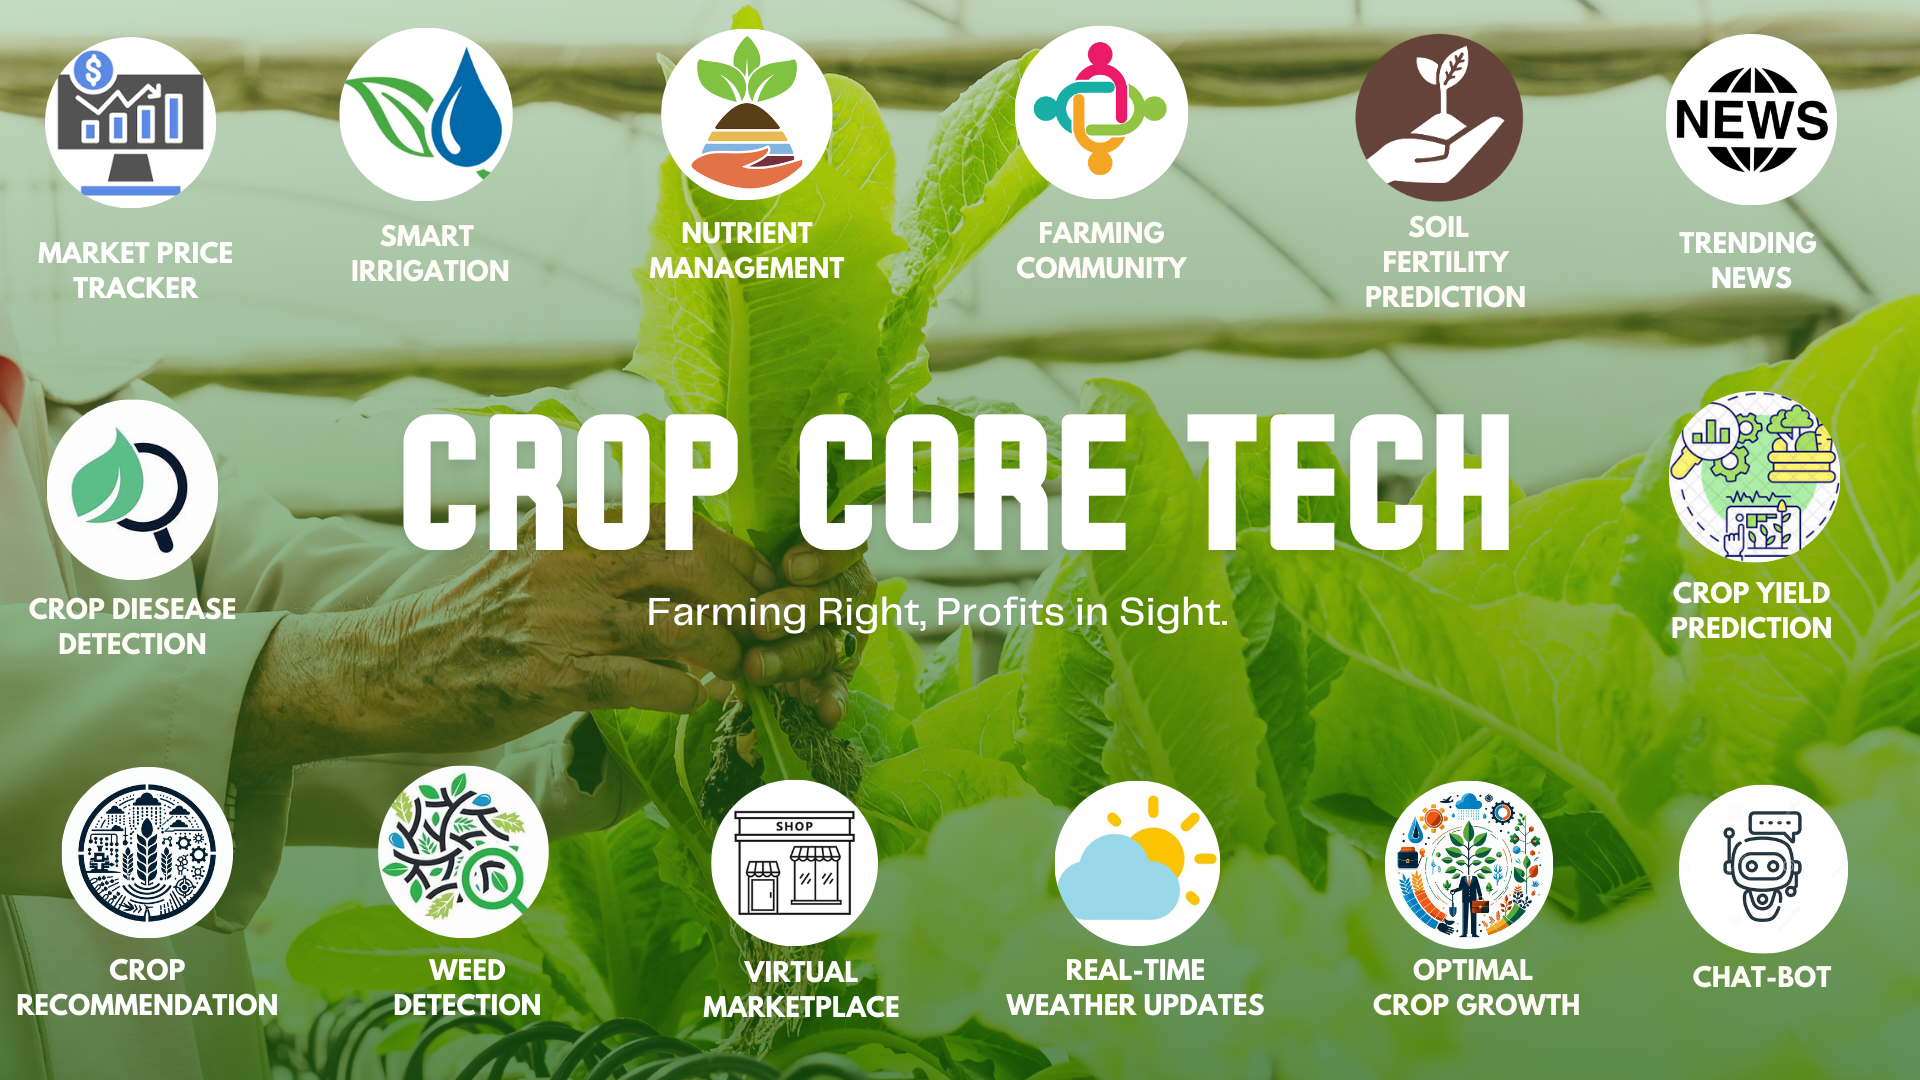 MARKET PRICE
TRACKER
SMART
IRRIGATION
NUTRIENT
MANAGEMENT
FARMING
COMMUNITY
SOIL
FERTILITY
PREDICTION
NEWS
TRENDING
NEWS
CROP CORE TECH
Farming Right, Profits in Sight.
CROP DIESEASE
DETECTION
CROP YIELD
PREDICTION
CROP
RECOMMENDATION
WEED
DETECTION
SHOP
VIRTUAL
MARKETPLACE
REAL-TIME
WEATHER UPDATES
OPTIMAL
CROP GROWTH
CHAT-BOT